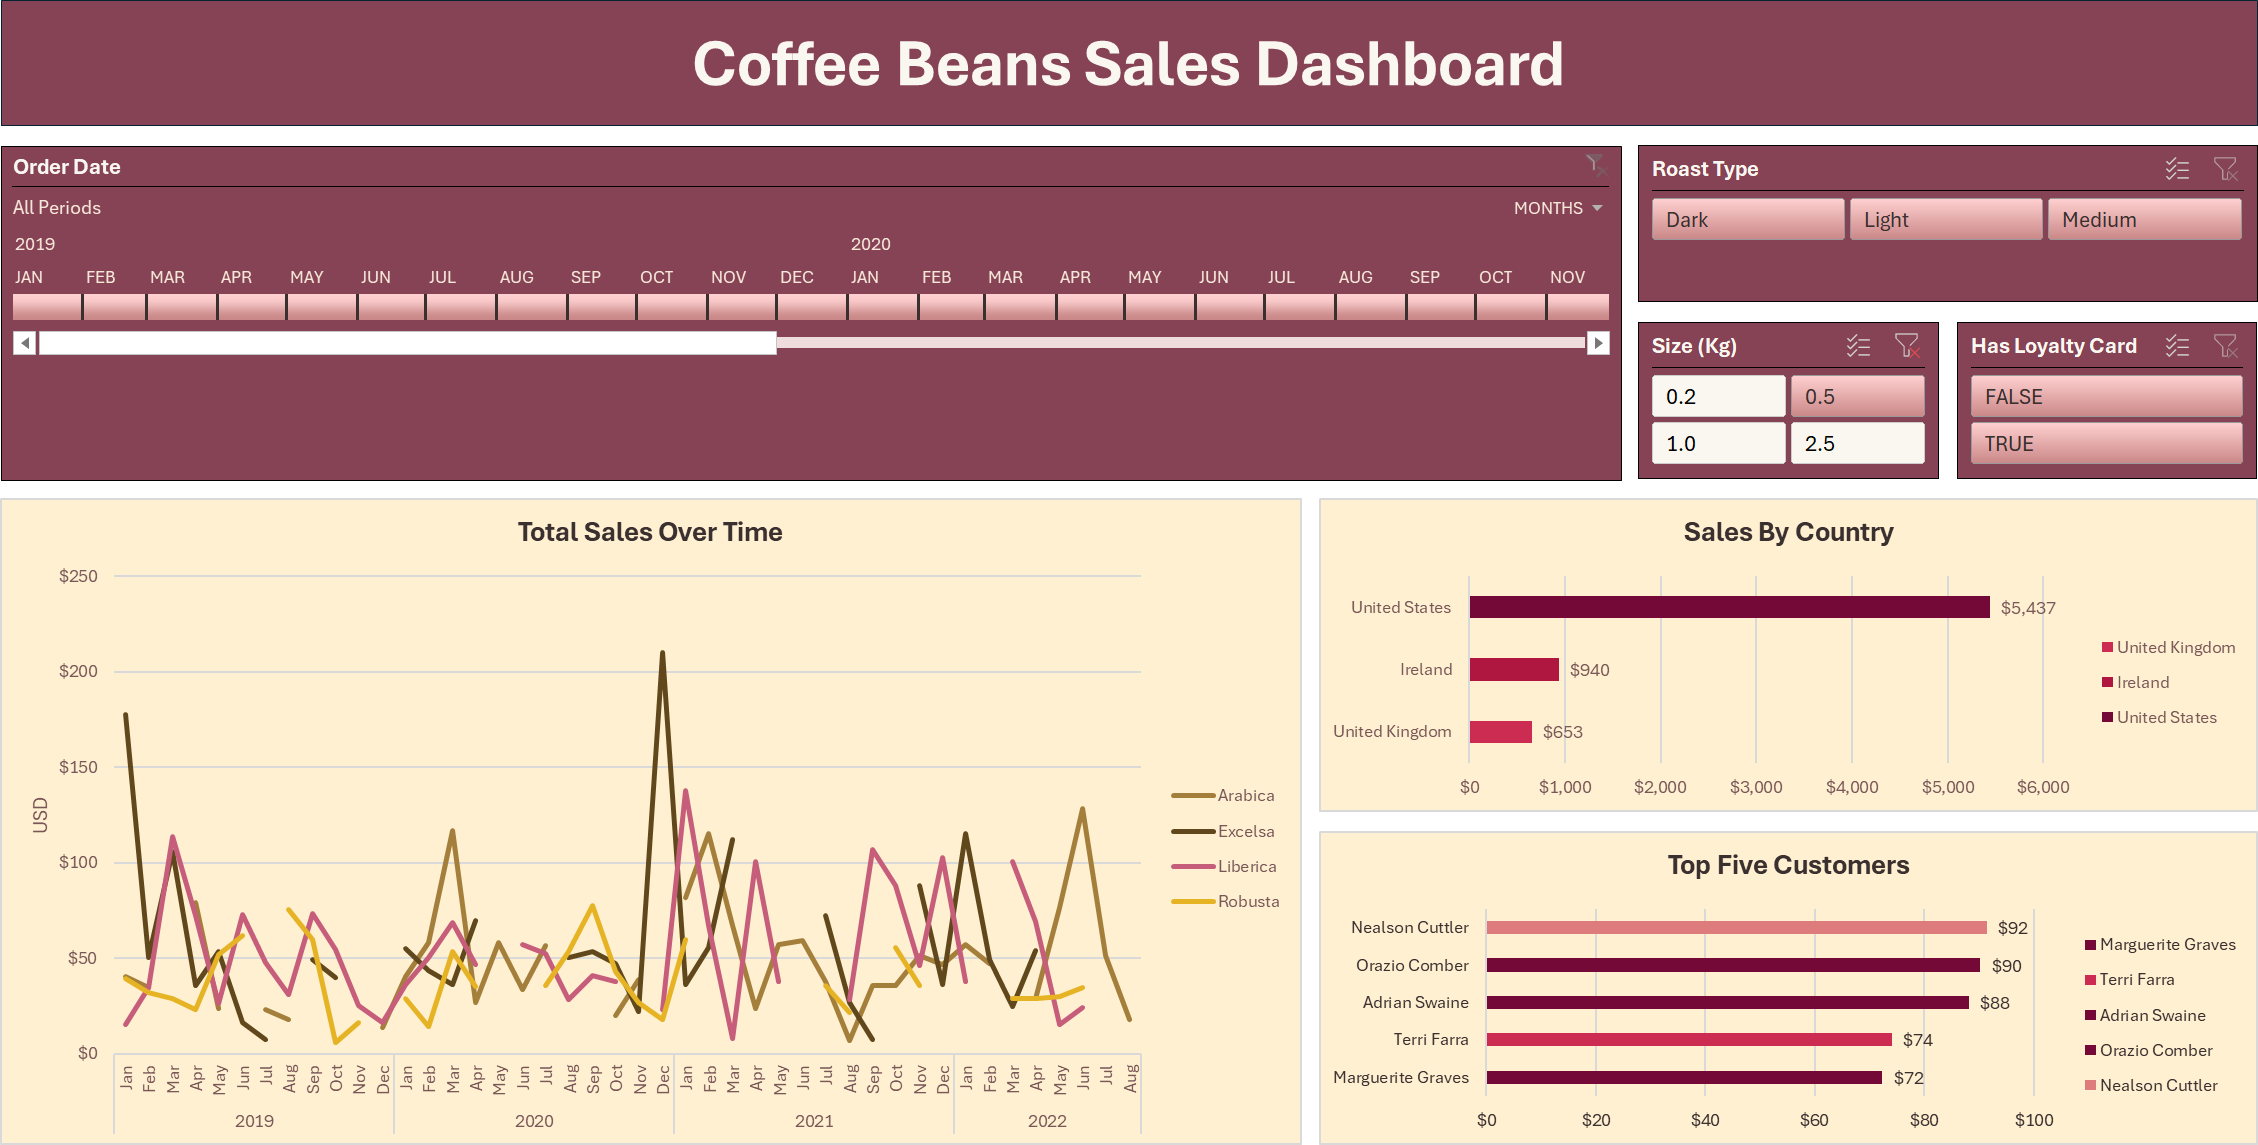 Coffee Beans Sales Dashboard
Order Date
All Periods
MONTHS
2019 2020
JAN FEB MAR APR MAY JUN JUL AUG SEP OCT NOV DEC JAN FEB MAR APR MAY JUN JUL AUG SEP OCT NOV
Roast Type
Dark Light Medium
Size (Kg)
0.2 0.5
1.0 2.5
Has Loyalty Card
FALSE
TRUE
Total Sales Over Time
$250
$200
$150
$100
$50
$0
USD
Jan Feb Mar Apr May Jun Jul Aug Sep Oct Nov Dec Jan Feb Mar Apr May Jun Jul Aug Sep Oct Nov Dec Jan Feb Mar Apr May Jun Jul Aug Sep Oct Nov Dec Jan Feb Mar Apr May Jun Jul Aug
2019 2020 2021 2022
Arabica
Excelsa
Liberica
Robusta
Sales By Country
United States $5,437
Ireland $940
United Kingdom $653
$0 $1,000 $2,000 $3,000 $4,000 $5,000 $6,000
United Kingdom
Ireland
United States
Top Five Customers
Nealson Cuttler $92
Orazio Comber $90
Adrian Swaine $88
Terri Farra $74
Marguerite Graves $72
$0 $20 $40 $60 $80 $100
Marguerite Graves
Terri Farra
Adrian Swaine
Orazio Comber
Nealson Cuttler